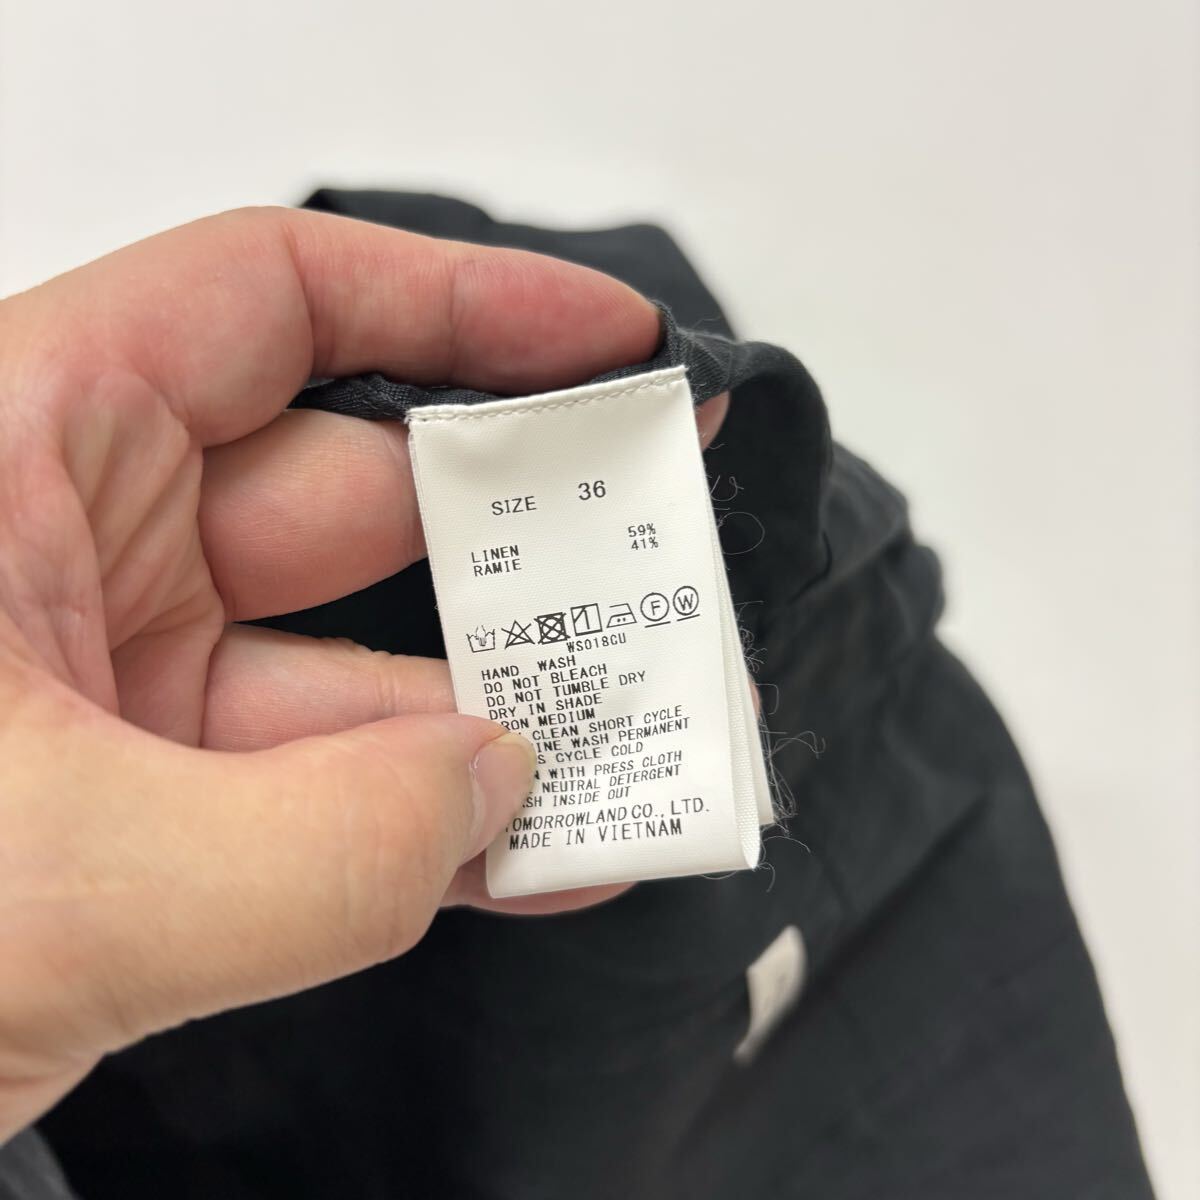 SIZE 36
LINEN 59%
RAMIE 41%
F W
WS018GU
HAND WASH
DO NOT BLEACH
DO NOT TUMBLE DRY
DRY IN SHADE
RON MEDIUM
CLEAN SHORT CYCLE
INE WASH PERMANENT
S CYCLE COLD
N WITH PRESS CLOTH
NEUTRAL DETERGENT
SH INSIDE OUT
TOMORROWLAND CO., LTD.
MADE IN VIETNAM